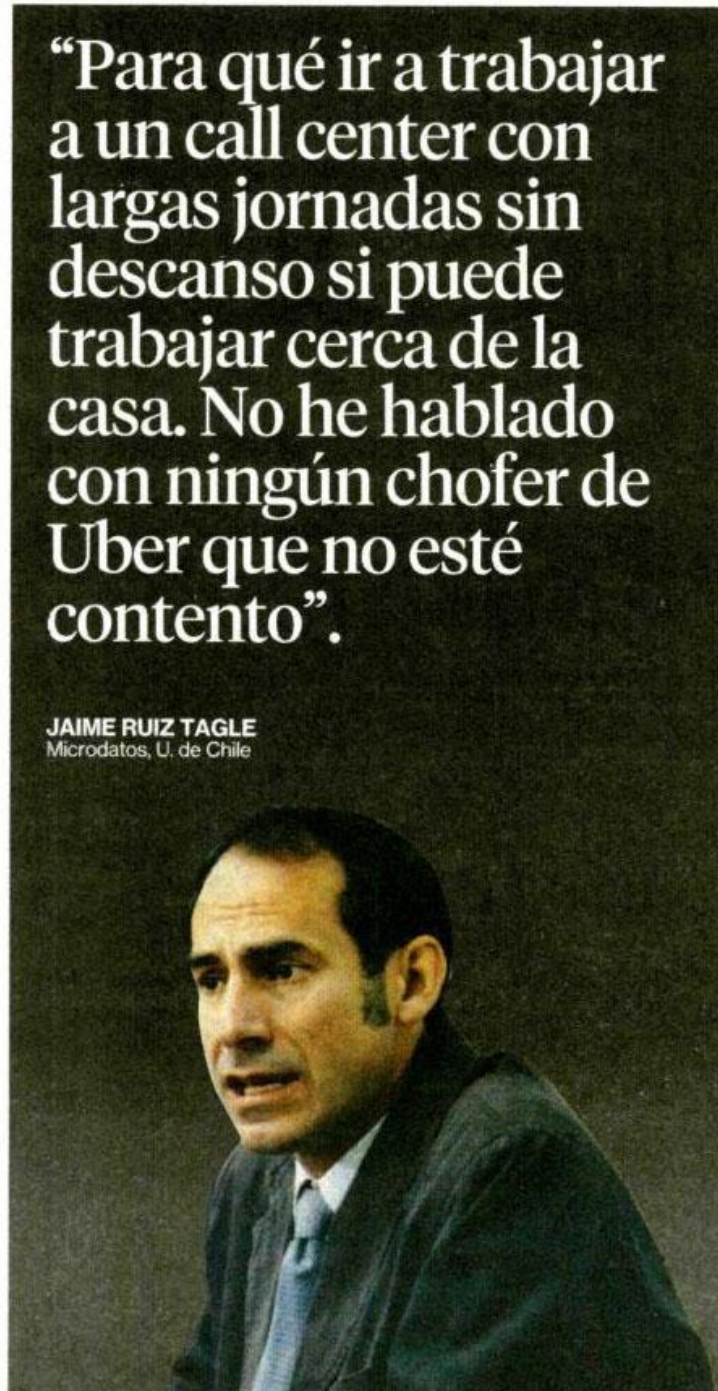 “Para qué ir a trabajar
a un call center con
largas jornadas sin
descanso si puede
trabajar cerca de la
casa. No he hablado
con ningún chofer de
Uber que no esté
contento”.
JAIME RUIZ TAGLE
Microdatos, U. de Chile